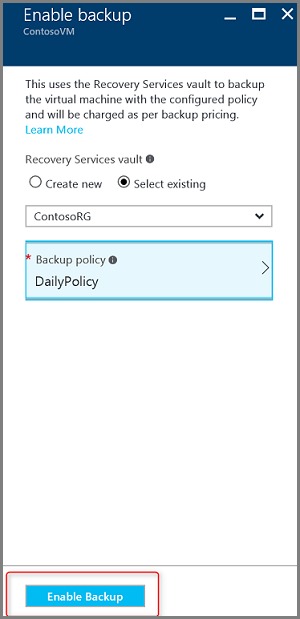 Enable backup
ContosoVM
This uses the Recovery Services vault to backup
the virtual machine with the configured policy
and will be charged as per backup pricing.
Learn More
Recovery Services vault
Create new Select existing
ContosoRG
* Backup policy
DailyPolicy
Enable Backup